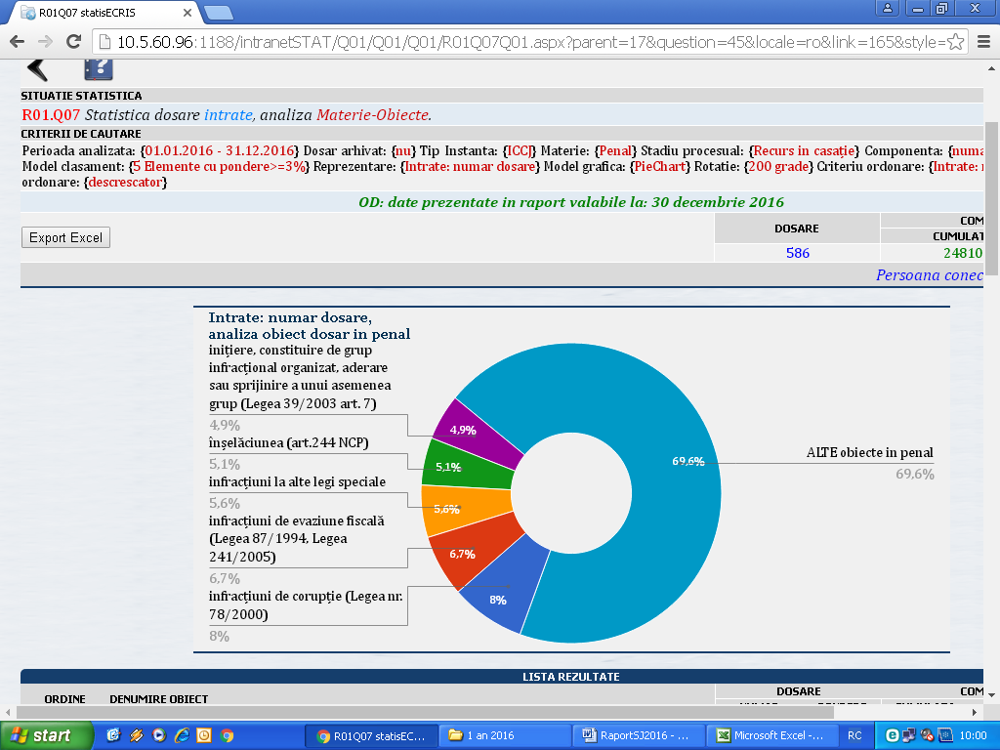 R01Q07 statisECRIS
10.5.60.96:1188/intranetSTAT/Q01/Q01/Q01/R01Q07Q01.aspx?parent=17&question=45&locale=ro&link=165&style=
?
SITUATIE STATISTICA
R01.Q07 Statistica dosare intrate, analiza Materie-Obiecte.
CRITERII DE CAUTARE
Perioada analizata: {01.01.2016 - 31.12.2016} Dosar arhivat: {nu} Tip Instanta: {ICCJ} Materie: {Penal} Stadiu procesual: {Recurs in casație} Componenta: {numa
Model clasament: {5 Elemente cu pondere>=3%} Reprezentare: {Intrate: numar dosare} Model grafica: {PieChart} Rotatie: {200 grade} Criteriu ordonare: {Intrate:
ordonare: {descrescator}
OD: date prezentate in raport valabile la: 30 decembrie 2016
Export Excel
DOSARE
COM
CUMULAT
586
24810
Persoana conec
Intrate: numar dosare,
analiza obiect dosar in penal
inițiere, constituire de grup
infracțional organizat, aderare
sau sprijinire a unui asemenea
grup (Legea 39/2003 art. 7)
4,9%
înșelăciunea (art.244 NCP)
5,1%
infracțiuni la alte legi speciale
5,6%
infracțiuni de evaziune fiscală
(Legea 87/1994, Legea
241/2005)
6,7%
infracțiuni de corupție (Legea nr.
78/2000)
8%
4,9%
5,1%
5,6%
6,7%
8%
69,6%
ALTE obiecte in penal
69,6%
LISTA REZULTATE
ORDINE
DENUMIRE OBIECT
DOSARE
COM
start
R01Q07 statisEC...
1 an 2016
RaportSJ2016 - ...
Microsoft Excel -...
RC
10:00